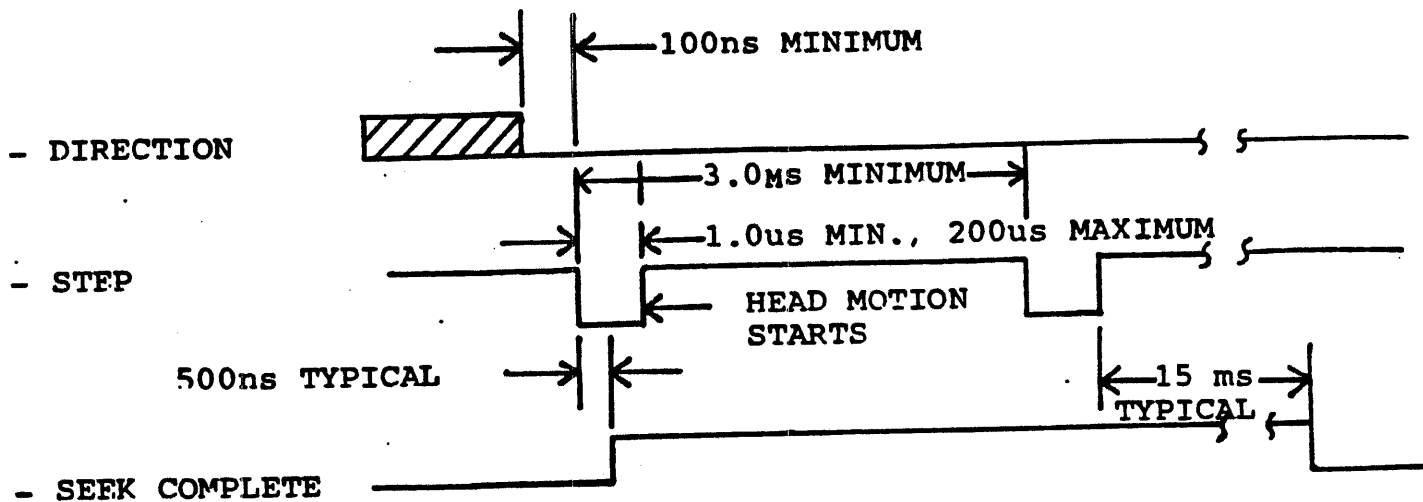 100ns MINIMUM
- DIRECTION
3.0MS MINIMUM
1.0us MIN., 200us MAXIMUM
- STEP
HEAD MOTION
STARTS
500ns TYPICAL
15 ms
TYPICAL
- SEEK COMPLETE